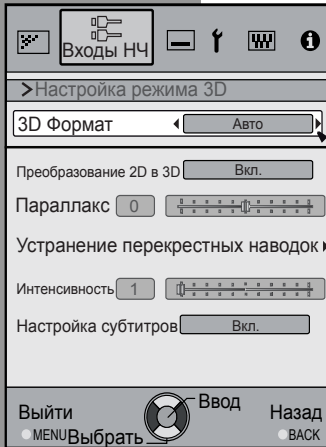 Входы НЧ
>Настройка режима 3D
3D Формат Авто
Преобразование 2D в 3D Вкл.
Параллакс 0
Устранение перекрестных наводок
Интенсивность 1
Настройка субтитров Вкл.
Выйти Ввод Назад
MENU Выбрать BACK